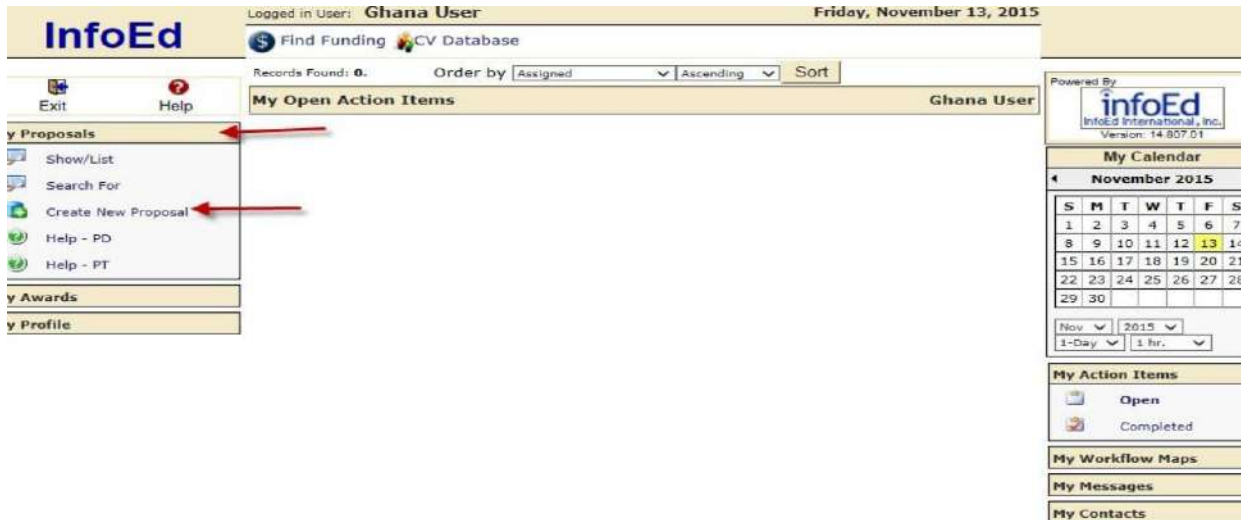 InfoEd
Exit
Help
y Proposals
Show/List
Search For
Create New Proposal
Help - PD
Help - PT
y Awards
y Profile
Logged in User: Ghana User
Friday, November 13, 2015
Find Funding CV Database
Records Found: 0. Order by Assigned Ascending Sort
My Open Action Items
Ghana User
Powered By
infoEd
InfoEd International, Inc.
Version: 14.807.01
My Calendar
November 2015
S M T W T F S
1 2 3 4 5 6 7
8 9 10 11 12 13 14
15 16 17 18 19 20 21
22 23 24 25 26 27 28
29 30
Nov 2015
1-Day 1 hr.
My Action Items
Open
Completed
My Workflow Maps
My Messages
My Contacts